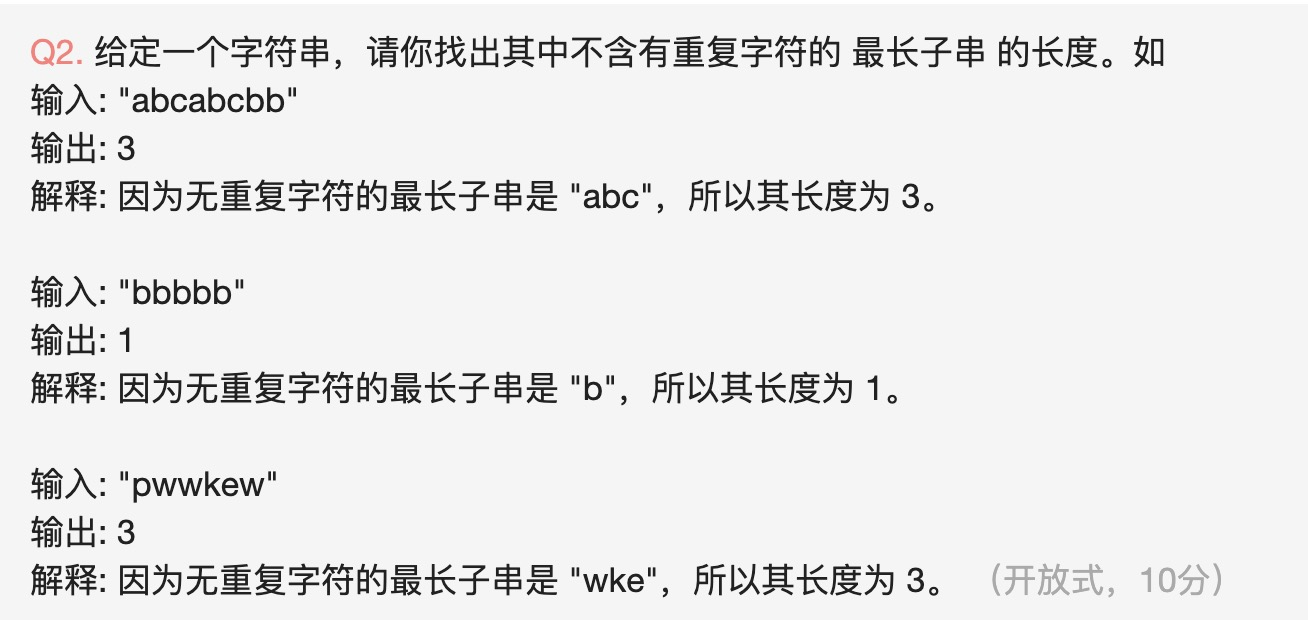 Q2. 给定一个字符串，请你找出其中不含有重复字符的 最长子串 的长度。如
输入: "abcabcbb"
输出: 3
解释: 因为无重复字符的最长子串是 "abc"，所以其长度为 3。
输入: "bbbbb"
输出: 1
解释: 因为无重复字符的最长子串是 "b"，所以其长度为 1。
输入: "pwwkew"
输出: 3
解释: 因为无重复字符的最长子串是 "wke"，所以其长度为 3。 （开放式，10分）